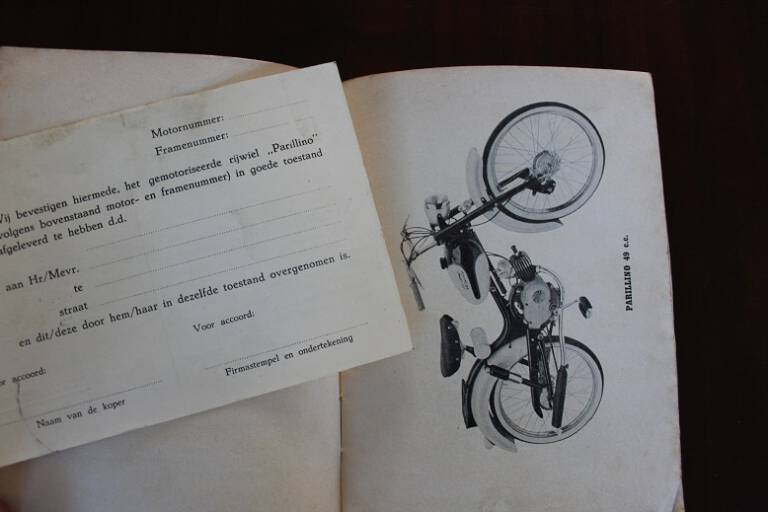 Motornummer:
Framenummer:
Wij bevestigen hiermede, het gemotoriseerde rijwiel „Parillino”
volgens bovenstaand motor- en framenummer) in goede toestand
afgeleverd te hebben d.d.
aan Hr/Mevr.
te
straat
en dit/deze door hem/haar in dezelfde toestand overgenomen is.
Voor accoord:
Voor accoord:
Naam van de koper
Firmastempel en ondertekening
PARILLINO 49 c.c.